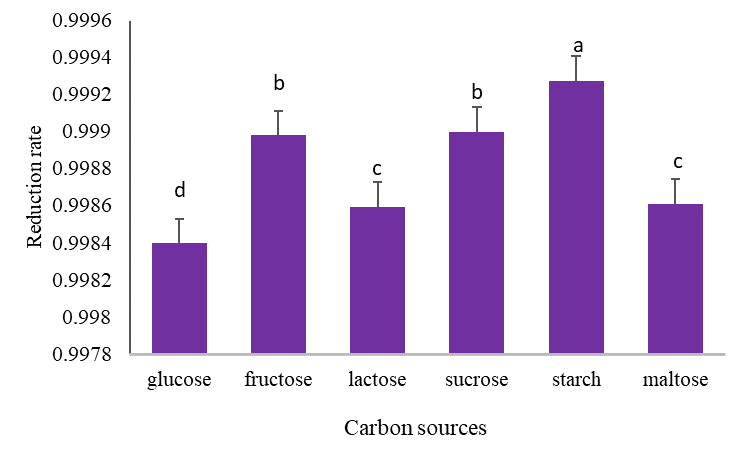 0.9996
0.9994
0.9992
0.999
0.9988
0.9986
0.9984
0.9982
0.998
0.9978
Reduction rate
d
b
c
b
a
c
glucose fructose lactose sucrose starch maltose
Carbon sources